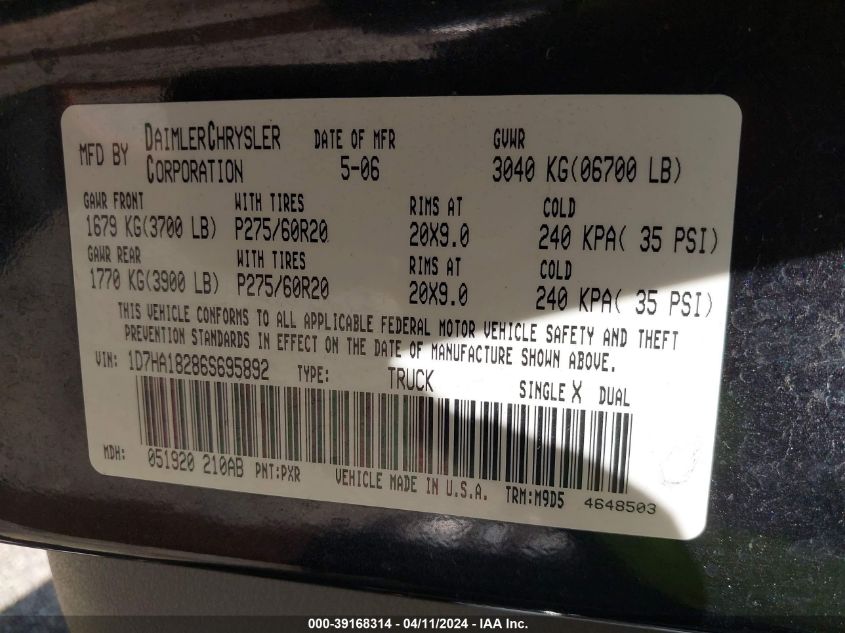 MFD BY DAIMLERCHRYSLER CORPORATION DATE OF MFR 5-06 GVWR 3040 KG(06700 LB)
GAWR FRONT WITH TIRES RIMS AT COLD
1679 KG(3700 LB) P275/60R20 20X9.0 240 KPA( 35 PSI)
GAWR REAR WITH TIRES RIMS AT COLD
1770 KG(3900 LB) P275/60R20 20X9.0 240 KPA( 35 PSI)
THIS VEHICLE CONFORMS TO ALL APPLICABLE FEDERAL MOTOR VEHICLE SAFETY AND THEFT
PREVENTION STANDARDS IN EFFECT ON THE DATE OF MANUFACTURE SHOWN ABOVE.
VIN: 1D7HA18286S695892 TYPE: TRUCK SINGLE X DUAL
MDH: 051920 210AB PNT:PXR VEHICLE MADE IN U.S.A. TRM:M9D5 4648503
000-39168314 - 04/11/2024 - IAA Inc.